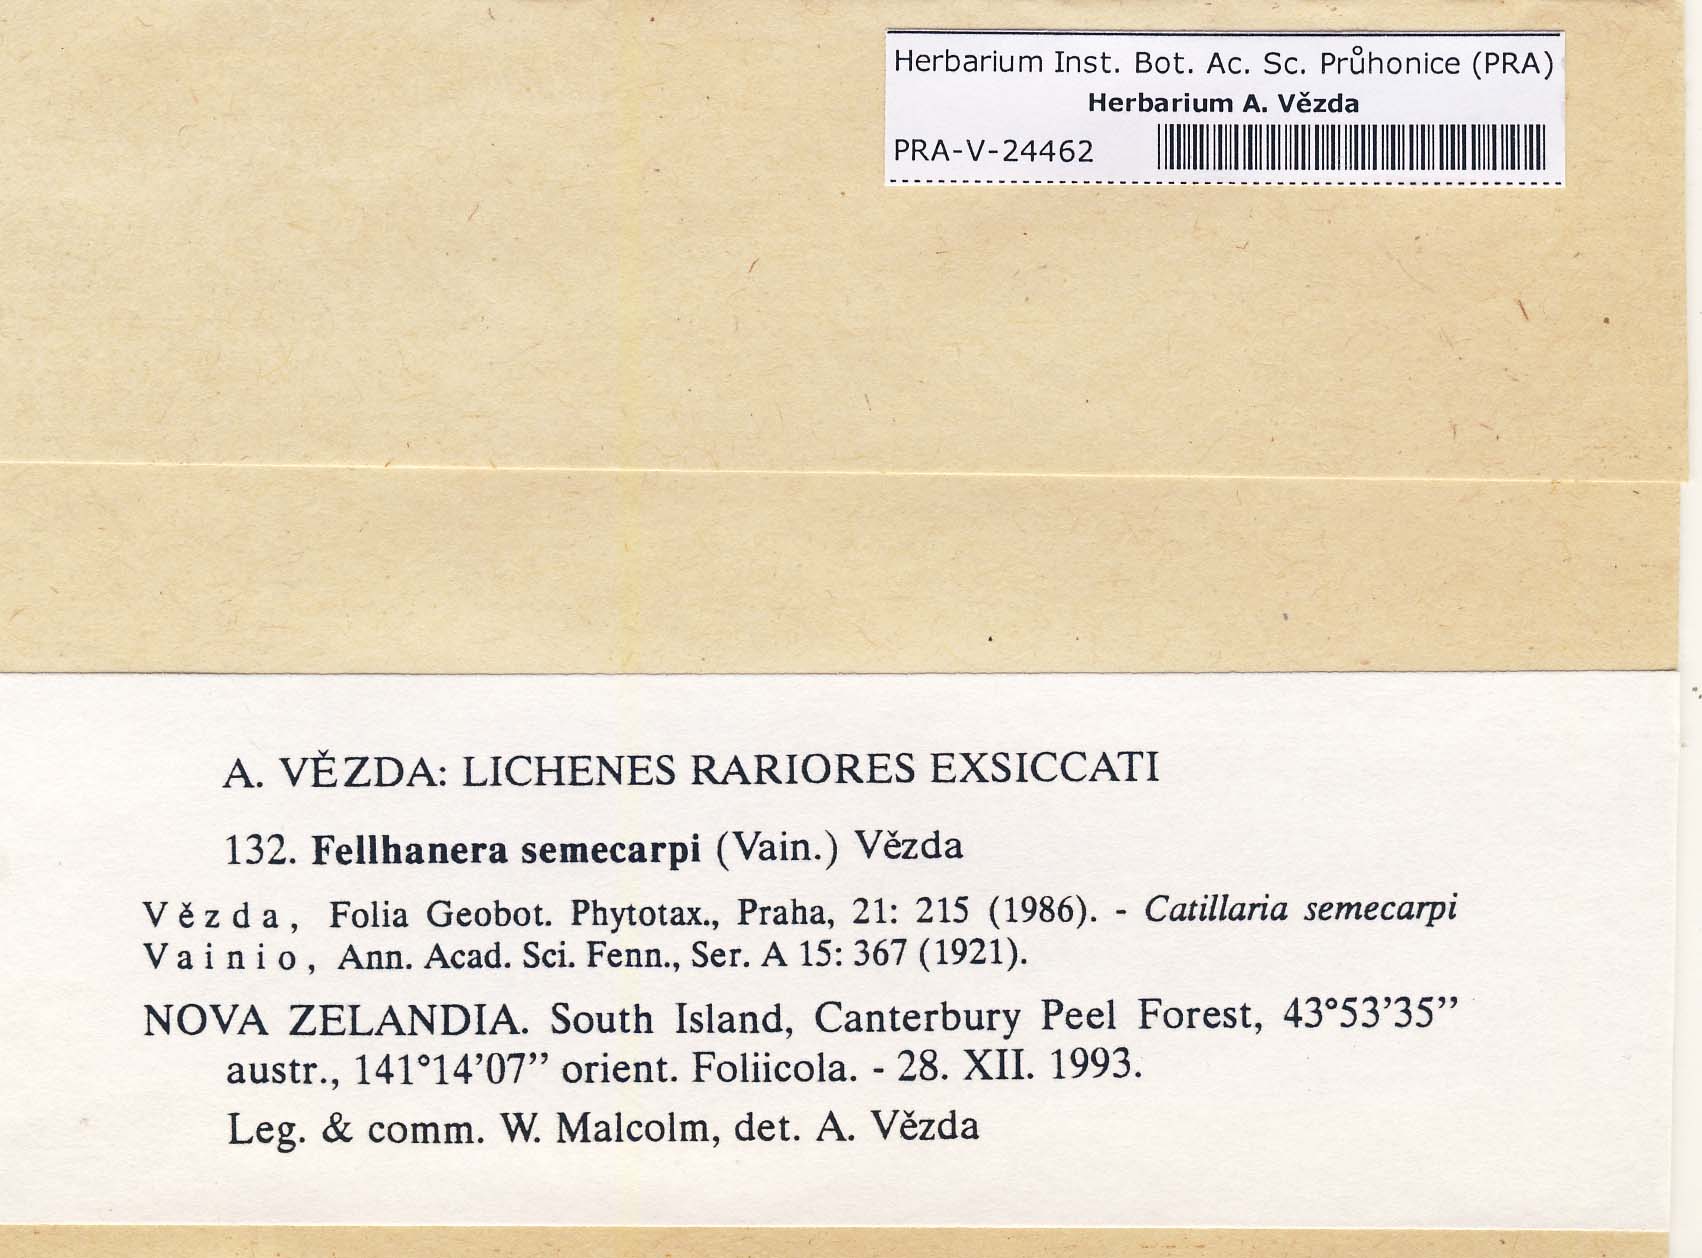 Herbarium Inst. Bot. Ac. Sc. Průhonice (PRA)
Herbarium A. Vězda
PRA-V-24462
A. VĚZDA: LICHENES RARIORES EXSICCATI
132. Fellhanera semecarpi (Vain.) Vězda
Vězda, Folia Geobot. Phytotax., Praha, 21: 215 (1986). - Catillaria semecarpi
Vainio, Ann. Acad. Sci. Fenn., Ser. A 15: 367 (1921).
NOVA ZELANDIA. South Island, Canterbury Peel Forest, 43°53’35”
austr., 141°14’07” orient. Foliicola. - 28. XII. 1993.
Leg. & comm. W. Malcolm, det. A. Vězda